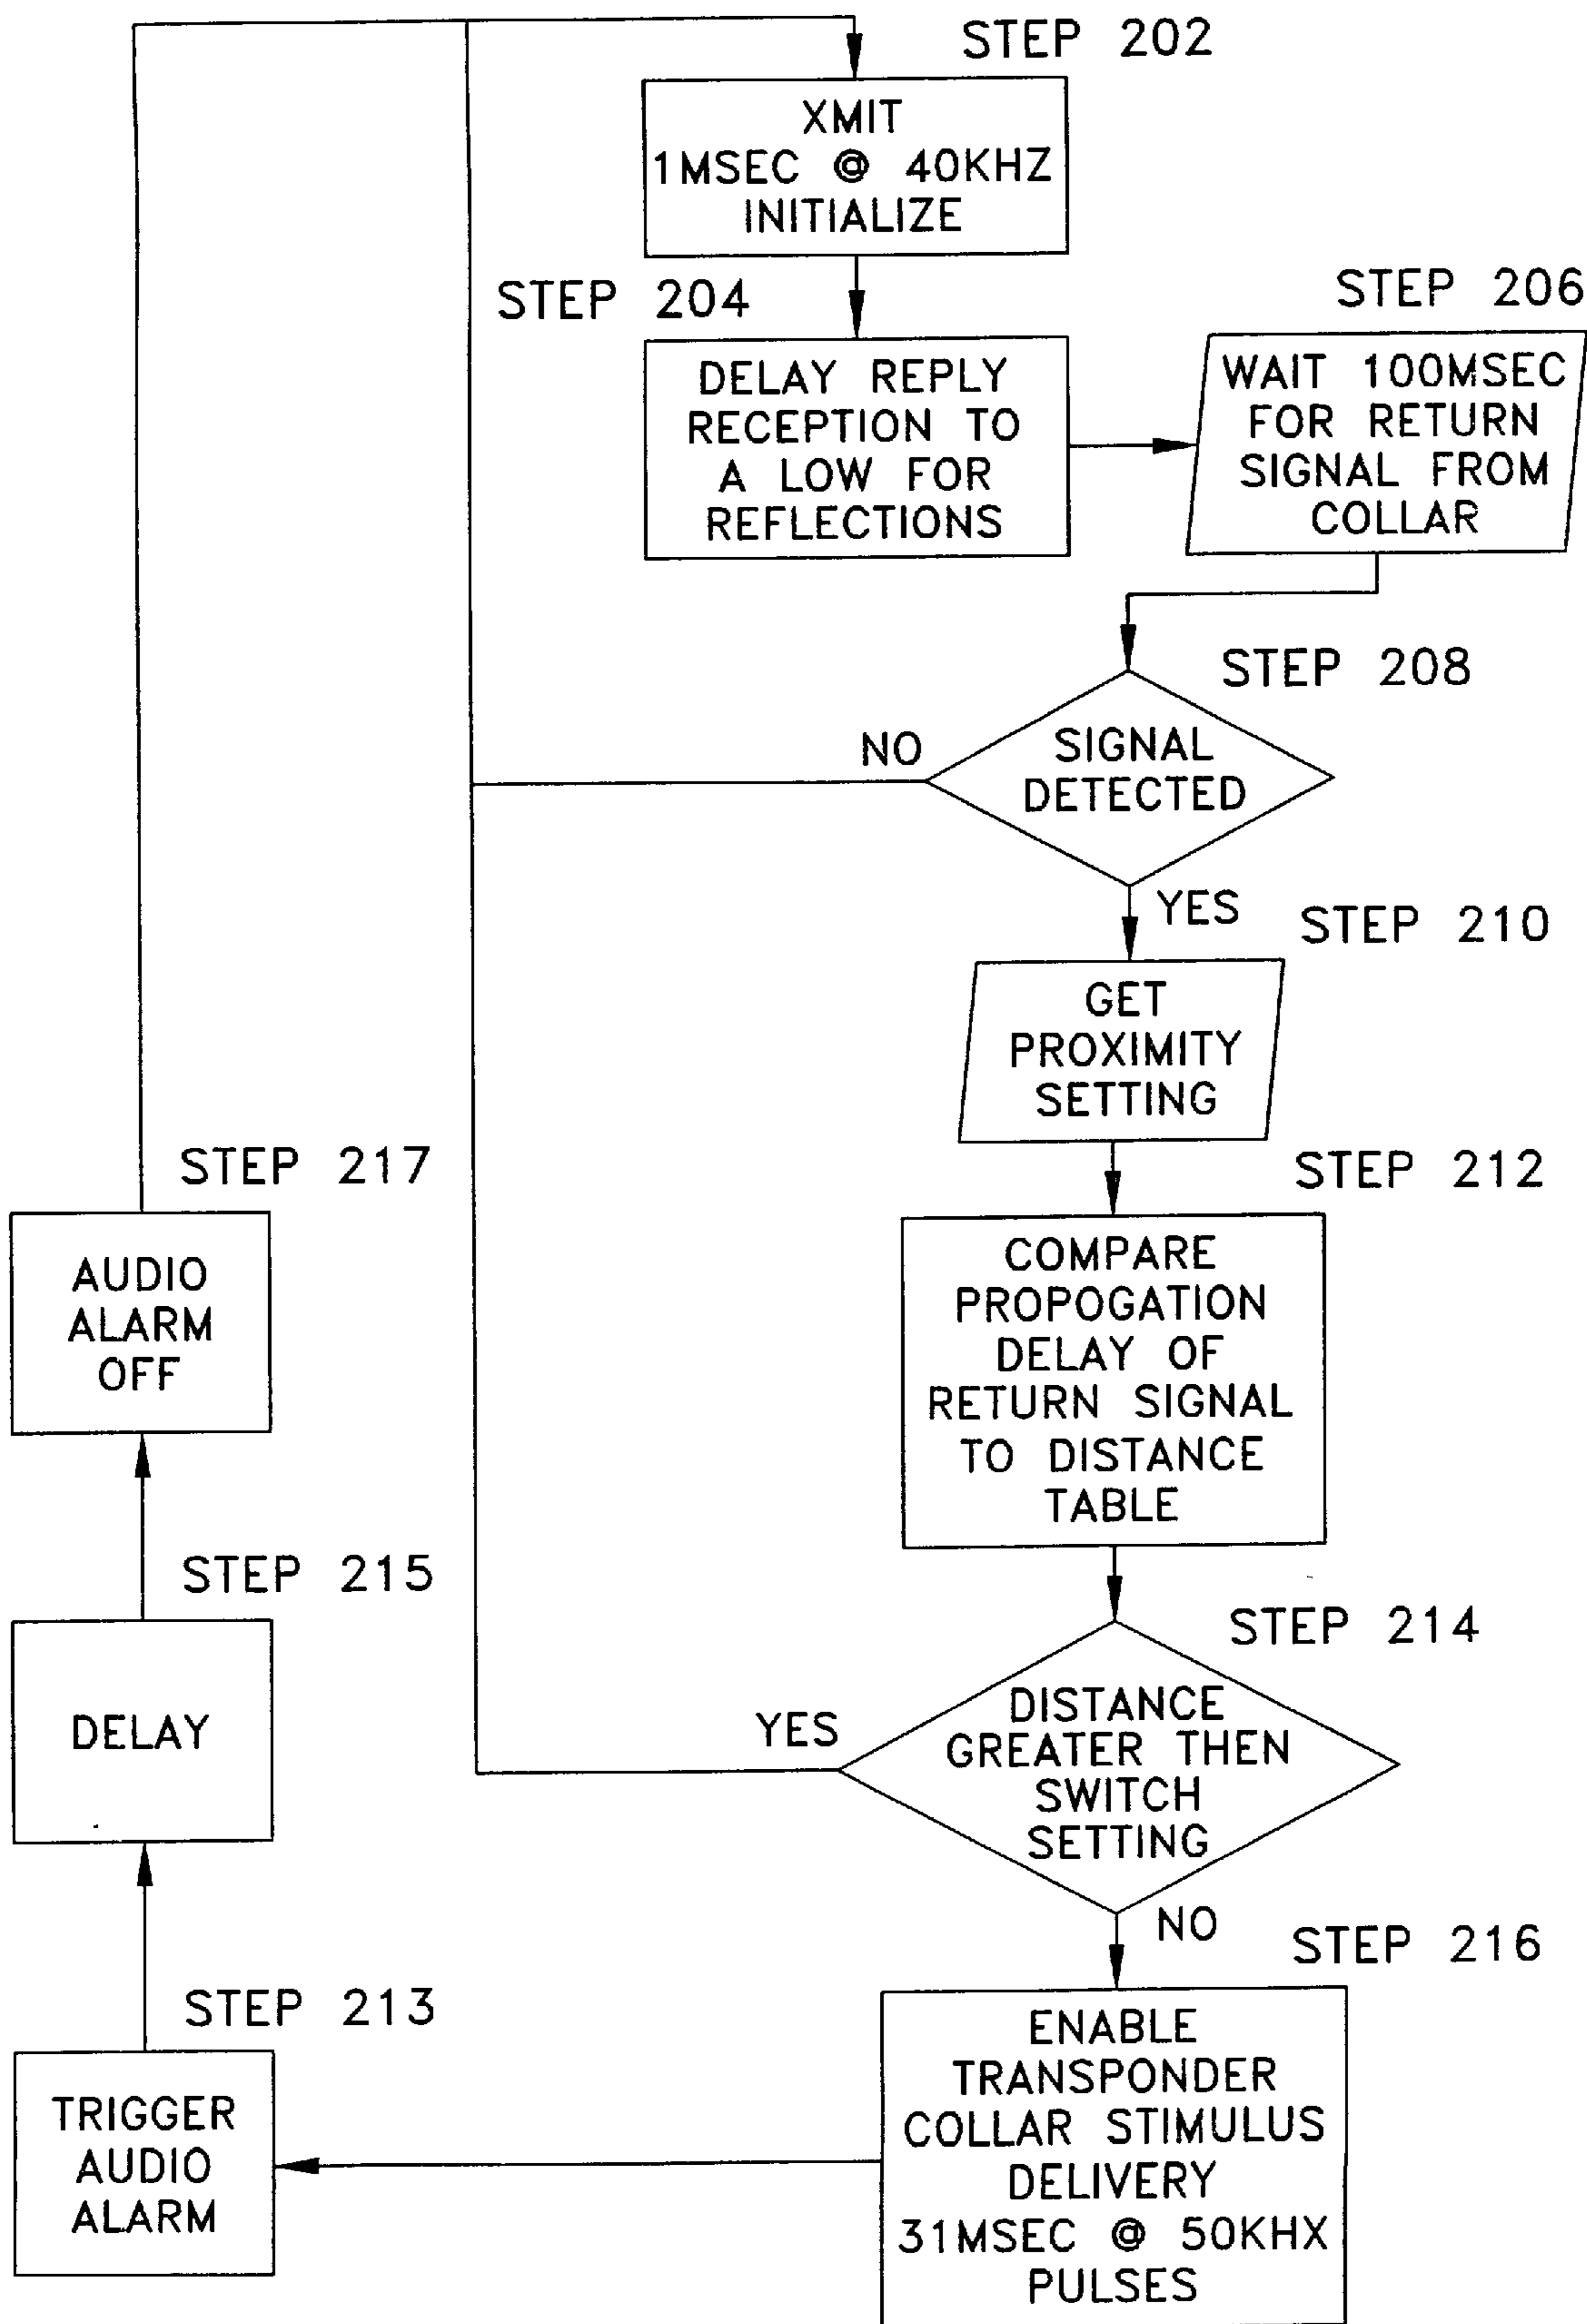 STEP 202
XMIT
1MSEC @ 40KHZ
INITIALIZE
STEP 204
DELAY REPLY
RECEPTION TO
A LOW FOR
REFLECTIONS
STEP 206
WAIT 100MSEC
FOR RETURN
SIGNAL FROM
COLLAR
STEP 208
SIGNAL
DETECTED
NO
YES
STEP 210
GET
PROXIMITY
SETTING
STEP 212
COMPARE
PROPOGATION
DELAY OF
RETURN SIGNAL
TO DISTANCE
TABLE
STEP 214
DISTANCE
GREATER THEN
SWITCH
SETTING
YES
NO
STEP 216
ENABLE
TRANSPONDER
COLLAR STIMULUS
DELIVERY
31MSEC @ 50KHX
PULSES
STEP 213
TRIGGER
AUDIO
ALARM
STEP 215
DELAY
STEP 217
AUDIO
ALARM
OFF